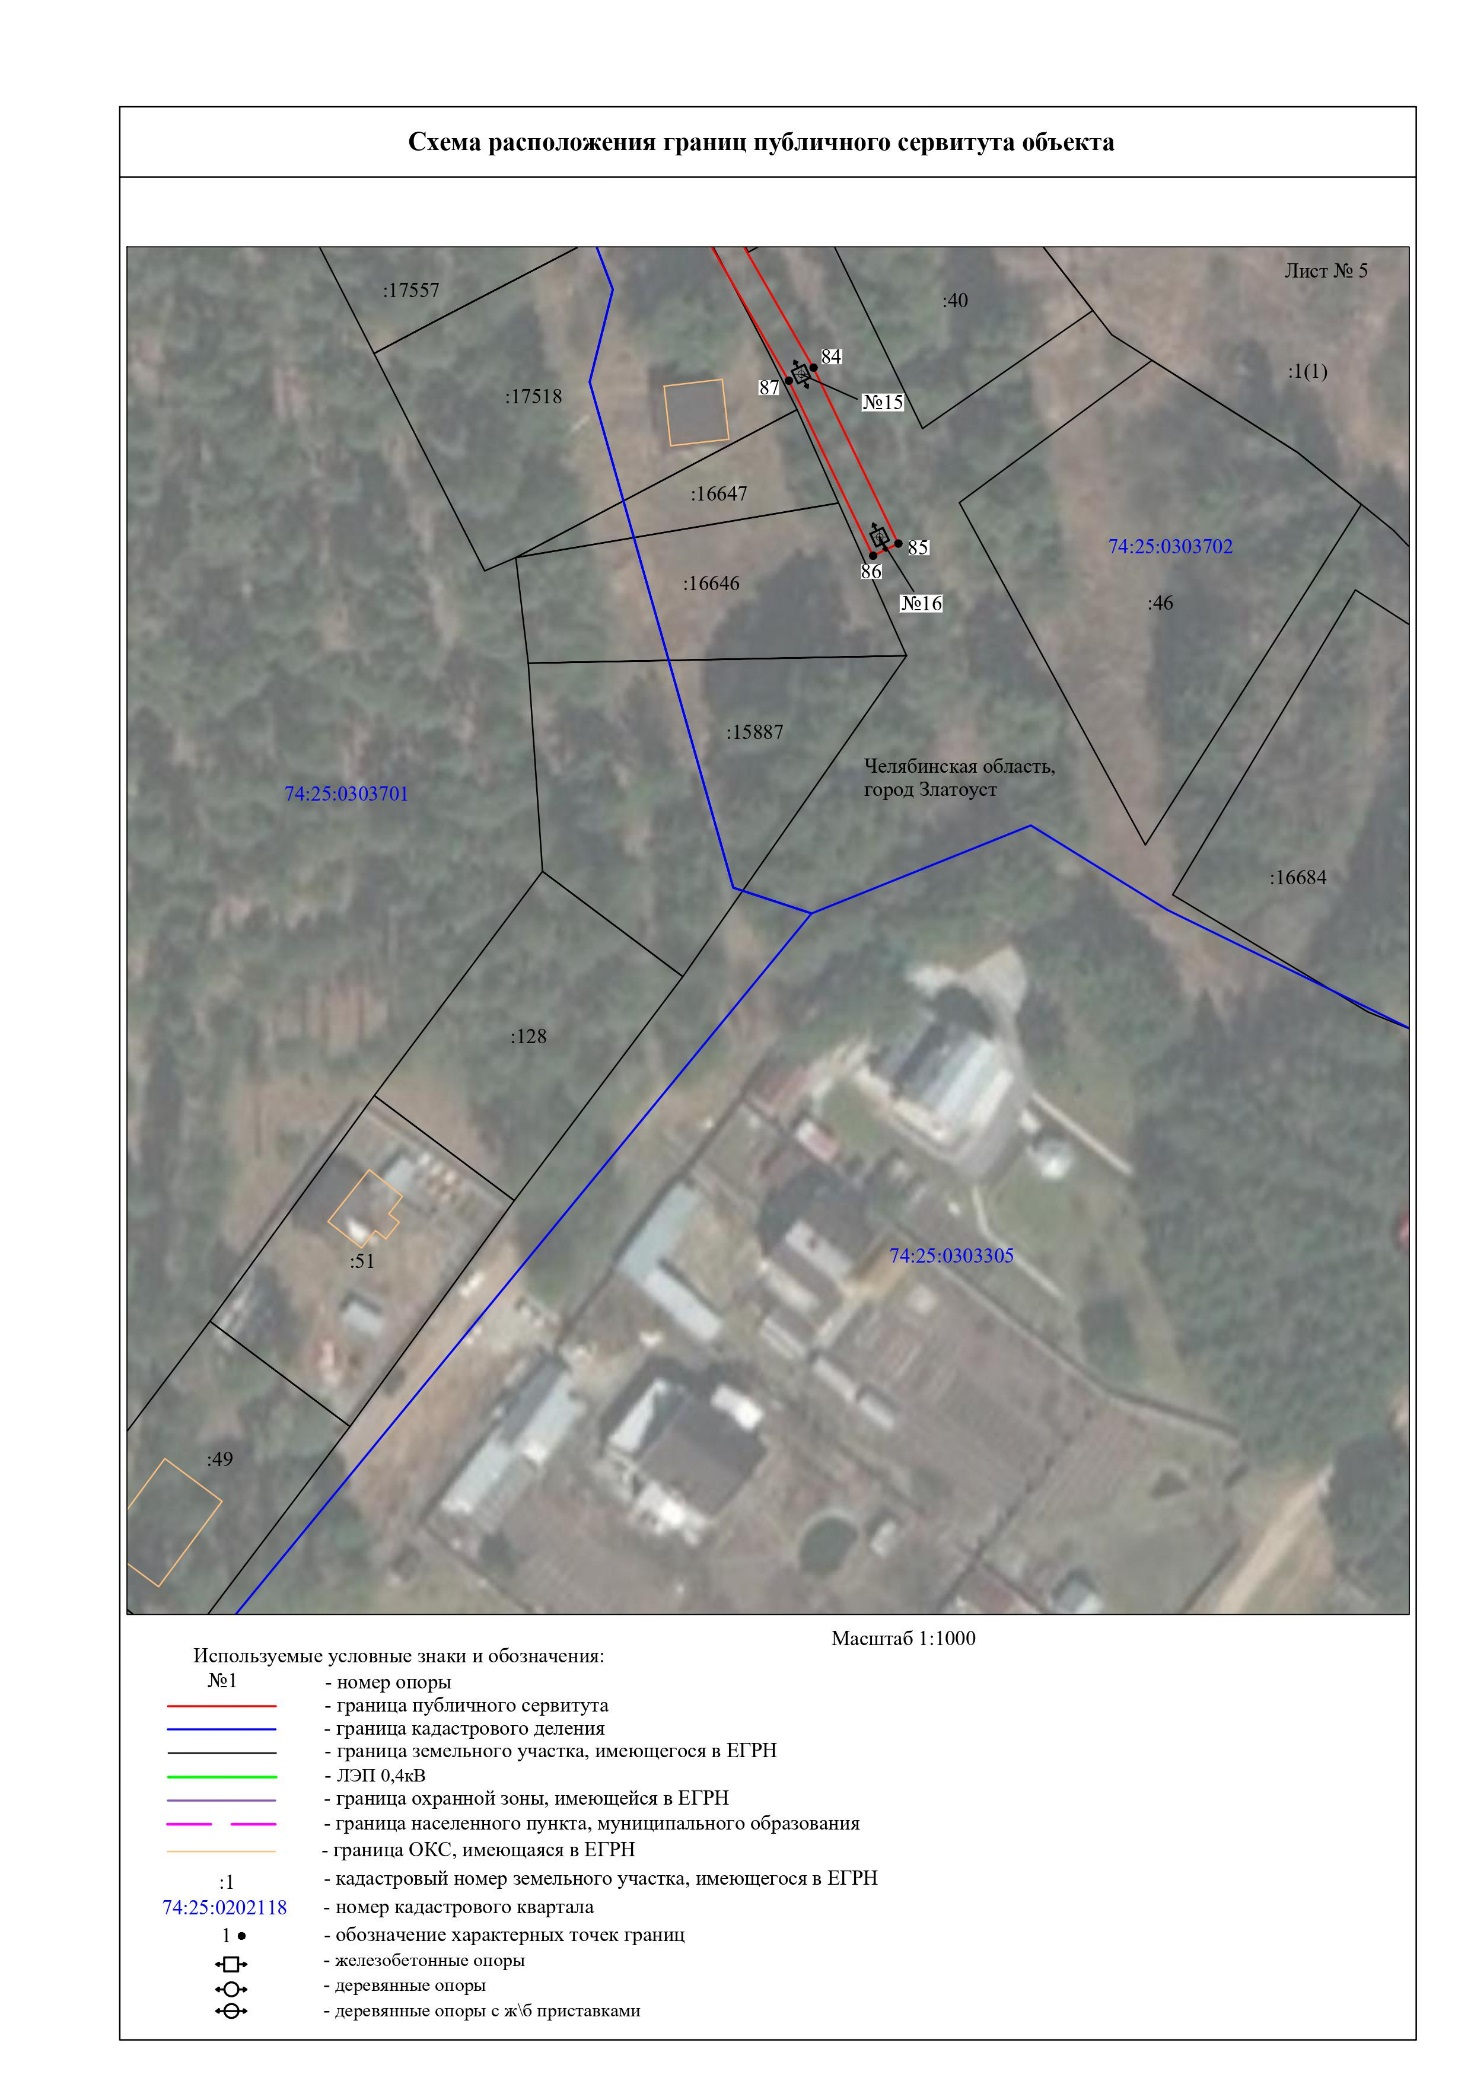 Схема расположения границ публичного сервитута объекта
Лист № 5
:17557
:40
84
:1(1)
87
:17518
№15
:16647
85
74:25:0303702
86
:16646
№16
:46
:15887
Челябинская область,
город Златоуст
74:25:0303701
:16684
:128
74:25:0303305
:51
:49
Масштаб 1:1000
Используемые условные знаки и обозначения:
№1 - номер опоры
- граница публичного сервитута
- граница кадастрового деления
- граница земельного участка, имеющегося в ЕГРН
- ЛЭП 0,4кВ
- граница охранной зоны, имеющейся в ЕГРН
- граница населенного пункта, муниципального образования
- граница ОКС, имеющаяся в ЕГРН
:1 - кадастровый номер земельного участка, имеющегося в ЕГРН
74:25:0202118 - номер кадастрового квартала
1 - обозначение характерных точек границ
- железобетонные опоры
- деревянные опоры
- деревянные опоры с ж\б приставками